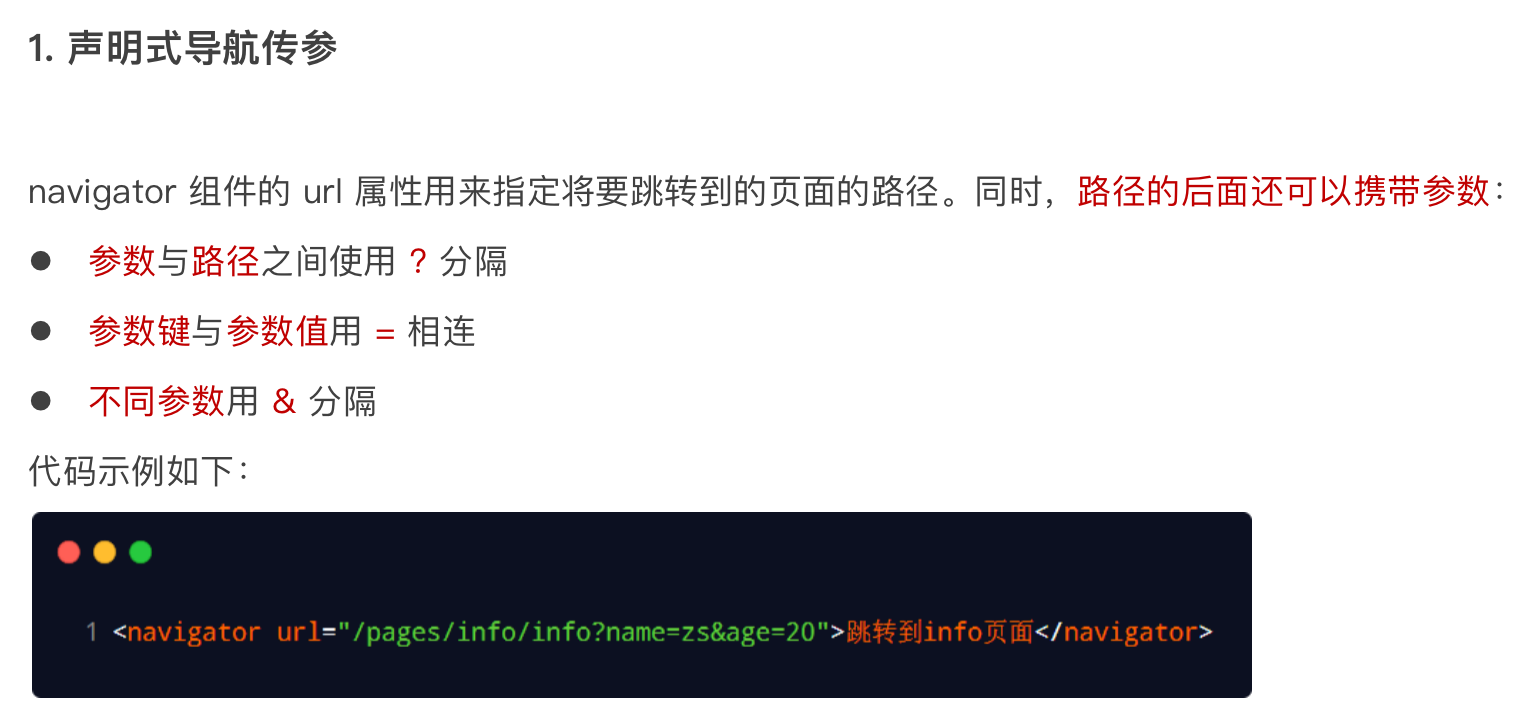 1. 声明式导航传参
navigator 组件的 url 属性用来指定将要跳转到的页面的路径。同时，路径的后面还可以携带参数：
● 参数与路径之间使用 ? 分隔
● 参数键与参数值用 = 相连
● 不同参数用 & 分隔
代码示例如下：
1 <navigator url="/pages/info/info?name=zs&age=20">跳转到info页面</navigator>